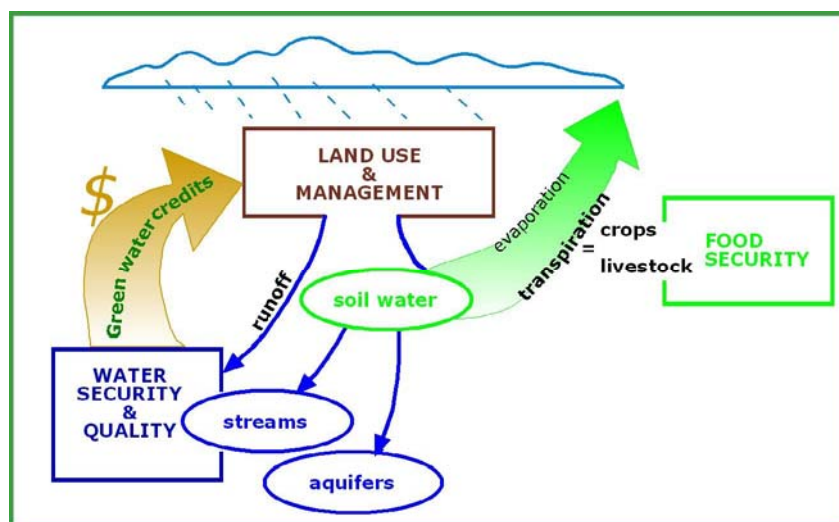 LAND USE
&
MANAGEMENT
$
Green water credits
evaporation
transpiration
=
crops
livestock
FOOD
SECURITY
runoff
soil water
WATER
SECURITY
&
QUALITY
streams
aquifers